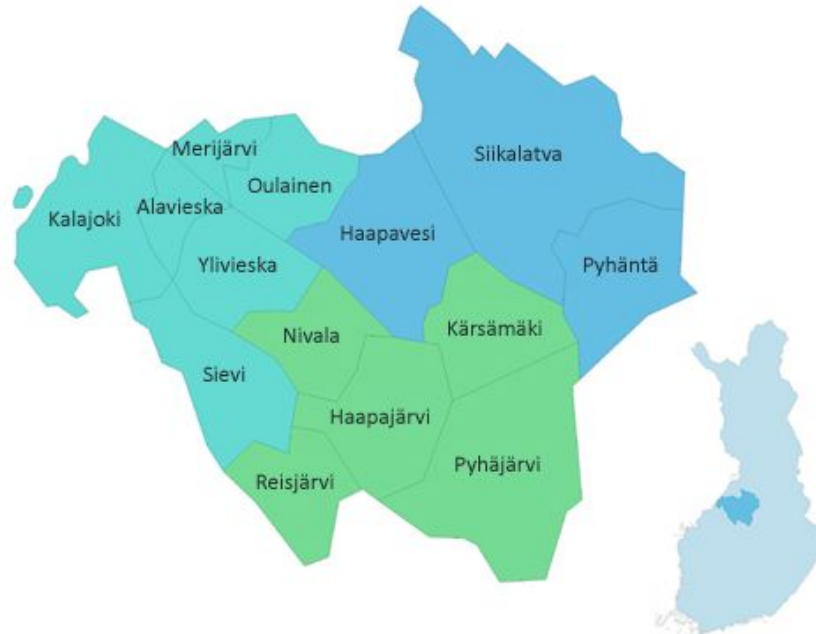 Merijärvi
Siikalatva
Oulainen
Alavieska
Kalajoki
Haapavesi
Ylivieska
Pyhäntä
Nivala
Kärsämäki
Sievi
Haapajärvi
Pyhäjärvi
Reisjärvi